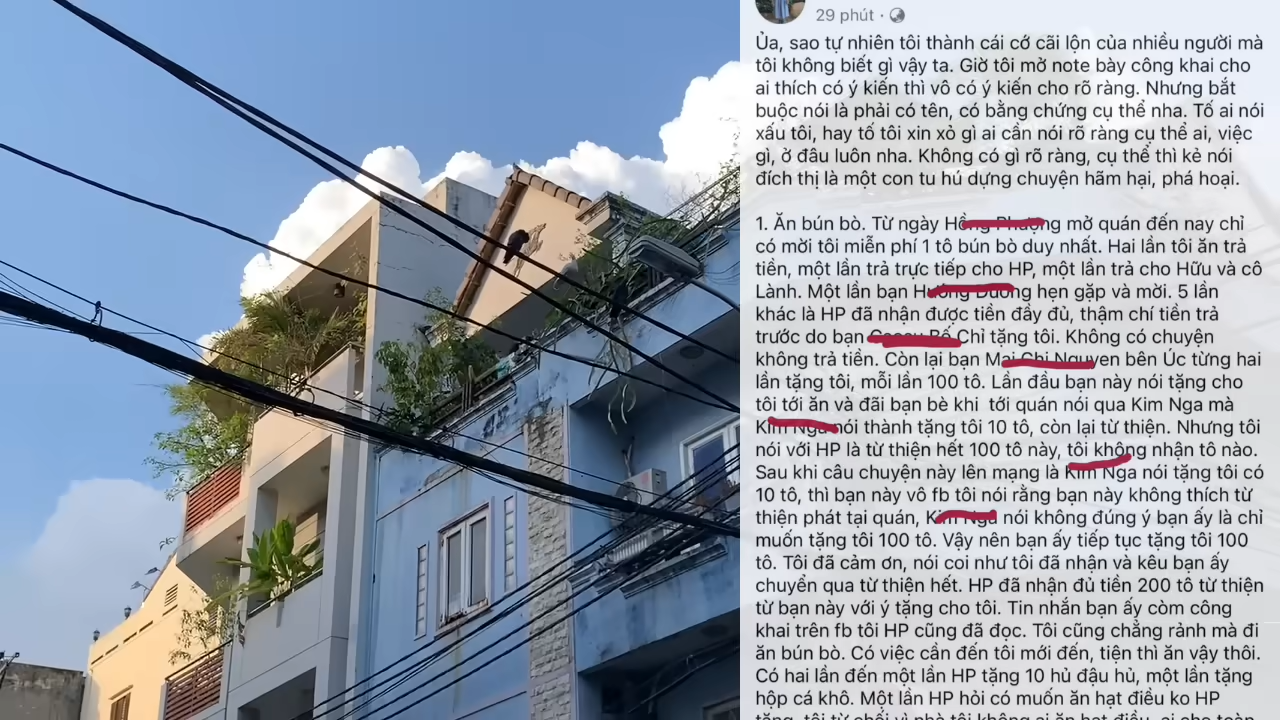 29 phút ·
Ủa, sao tự nhiên tôi thành cái cớ cãi lộn của nhiều người mà
tôi không biết gì vậy ta. Giờ tôi mở note bày công khai cho
ai thích có ý kiến thì vô có ý kiến cho rõ ràng. Nhưng bắt
buộc nói là phải có tên, có bằng chứng cụ thể nha. Tố ai nói
xấu tôi, hay tố tôi xin xỏ gì ai cần nói rõ ràng cụ thể ai, việc
gì, ở đâu luôn nha. Không có gì rõ ràng, cụ thể thì kẻ nói
đích thị là một con tu hú dựng chuyện hãm hại, phá hoại.
1. Ăn bún bò. Từ ngày Hồng Phượng mở quán đến nay chỉ
có mời tôi miễn phí 1 tô bún bò duy nhất. Hai lần tôi ăn trả
tiền, một lần trả trực tiếp cho HP, một lần trả cho Hữu và cô
Lành. Một lần bạn Hướng Dương hẹn gặp và mời. 5 lần
khác là HP đã nhận được tiền đầy đủ, thậm chí tiền trả
trước do bạn Chỉ tặng tôi. Không có chuyện
không trả tiền. Còn lại bạn Mai Chi Nguyen bên Úc từng hai
lần tặng tôi, mỗi lần 100 tô. Lần đầu bạn này nói tặng cho
tôi tới ăn và đãi bạn bè khi tới quán nói qua Kim Nga mà
Kim Nga nói thành tặng tôi 10 tô, còn lại từ thiện. Nhưng tôi
nói với HP là từ thiện hết 100 tô này, tôi không nhận tô nào.
Sau khi câu chuyện này lên mạng là Kim Nga nói tặng tôi có
10 tô, thì bạn này vô fb tôi nói rằng bạn này không thích từ
thiện phát tại quán, Kim Nga nói không đúng ý bạn ấy là chỉ
muốn tặng tôi 100 tô. Vậy nên bạn ấy tiếp tục tặng tôi 100
tô. Tôi đã cảm ơn, nói coi như tôi đã nhận và kêu bạn ấy
chuyển qua từ thiện hết. HP đã nhận đủ tiền 200 tô từ thiện
từ bạn này với ý tặng cho tôi. Tin nhắn bạn ấy còm công
khai trên fb tôi HP cũng đã đọc. Tôi cũng chẳng rảnh mà đi
ăn bún bò. Có việc cần đến tôi mới đến, tiện thì ăn vậy thôi.
Có hai lần đến một lần HP tặng 10 hủ đậu hủ, một lần tặng
hộp cá khô. Một lần HP hỏi có muốn ăn hạt điều ko HP
tặng, tôi từ chối vì nhà tôi không ai ăn hạt điều, ai cho toàn